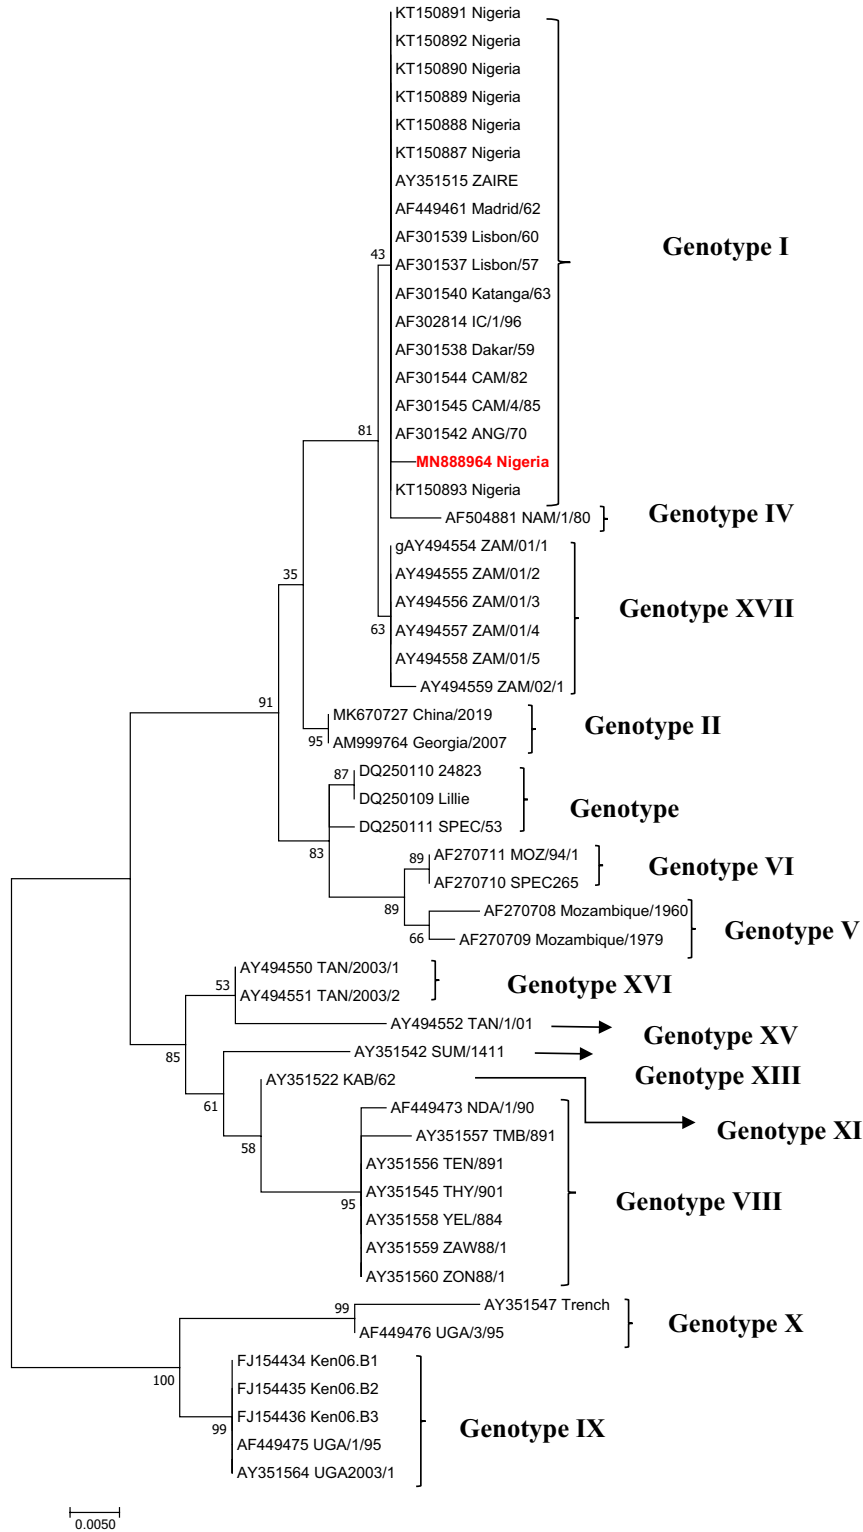 KT150891 Nigeria
KT150892 Nigeria
KT150890 Nigeria
KT150889 Nigeria
KT150888 Nigeria
KT150887 Nigeria
AY351515 ZAIRE
AF449461 Madrid/62
AF301539 Lisbon/60
Genotype I
43
AF301537 Lisbon/57
AF301540 Katanga/63
AF302814 IC/1/96
AF301538 Dakar/59
AF301544 CAM/82
AF301545 CAM/4/85
81
AF301542 ANG/70
MN888964 Nigeria
KT150893 Nigeria
AF504881 NAM/1/80
Genotype IV
gAY494554 ZAM/01/1
35
AY494555 ZAM/01/2
AY494556 ZAM/01/3
Genotype XVII
63
AY494557 ZAM/01/4
AY494558 ZAM/01/5
AY494559 ZAM/02/1
91
MK670727 China/2019
Genotype II
95
AM999764 Georgia/2007
87
DQ250110 24823
DQ250109 Lillie
Genotype
DQ250111 SPEC/53
83
89
AF270711 MOZ/94/1
Genotype VI
AF270710 SPEC265
89
AF270708 Mozambique/1960
Genotype V
66
AF270709 Mozambique/1979
AY494550 TAN/2003/1
53
Genotype XVI
AY494551 TAN/2003/2
AY494552 TAN/1/01
Genotype XV
85
AY351542 SUM/1411
Genotype XIII
61
AY351522 KAB/62
AF449473 NDA/1/90
Genotype XI
58
AY351557 TMB/891
AY351556 TEN/891
AY351545 THY/901
Genotype VIII
95
AY351558 YEL/884
AY351559 ZAW88/1
AY351560 ZON88/1
99
AY351547 Trench
Genotype X
AF449476 UGA/3/95
FJ154434 Ken06.B1
100
FJ154435 Ken06.B2
FJ154436 Ken06.B3
Genotype IX
99
AF449475 UGA/1/95
AY351564 UGA2003/1
0.0050